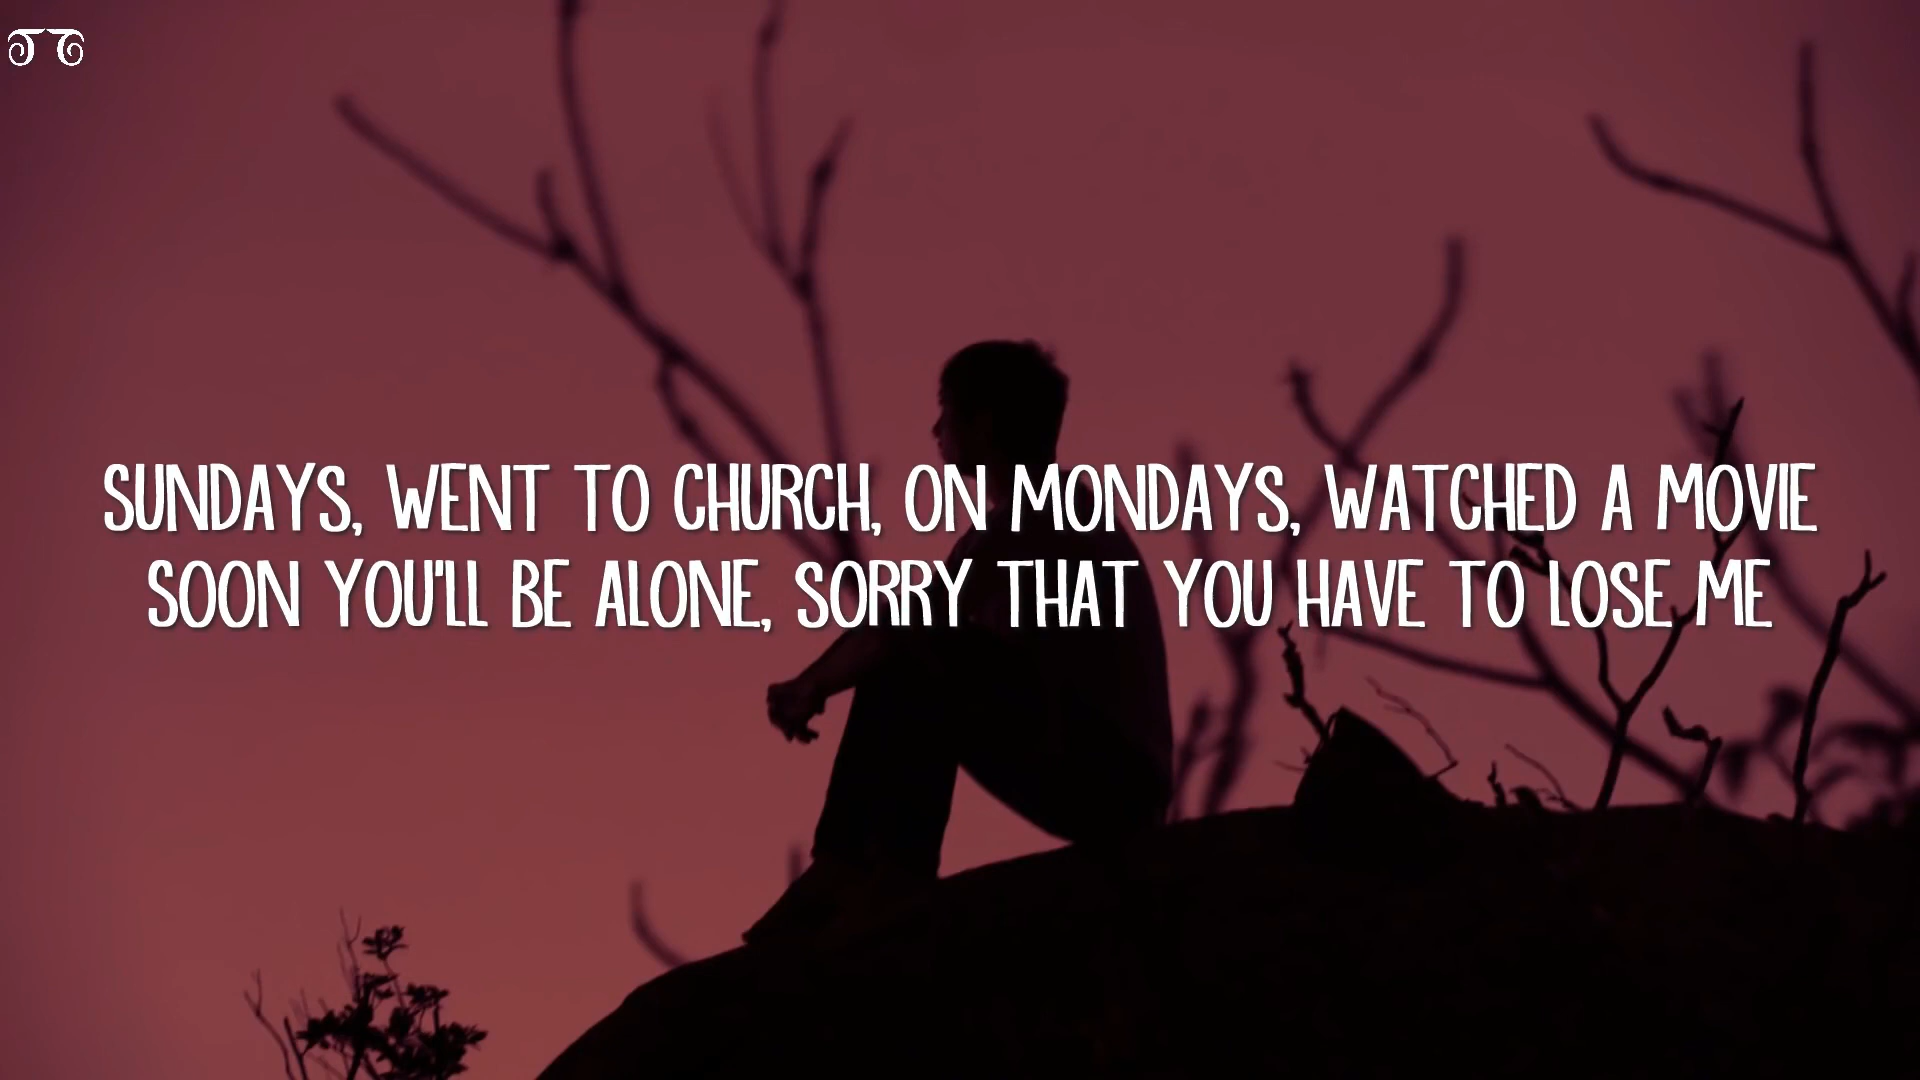 SUNDAYS, WENT TO CHURCH, ON MONDAYS, WATCHED A MOVIE
SOON YOU'LL BE ALONE, SORRY THAT YOU HAVE TO LOSE ME